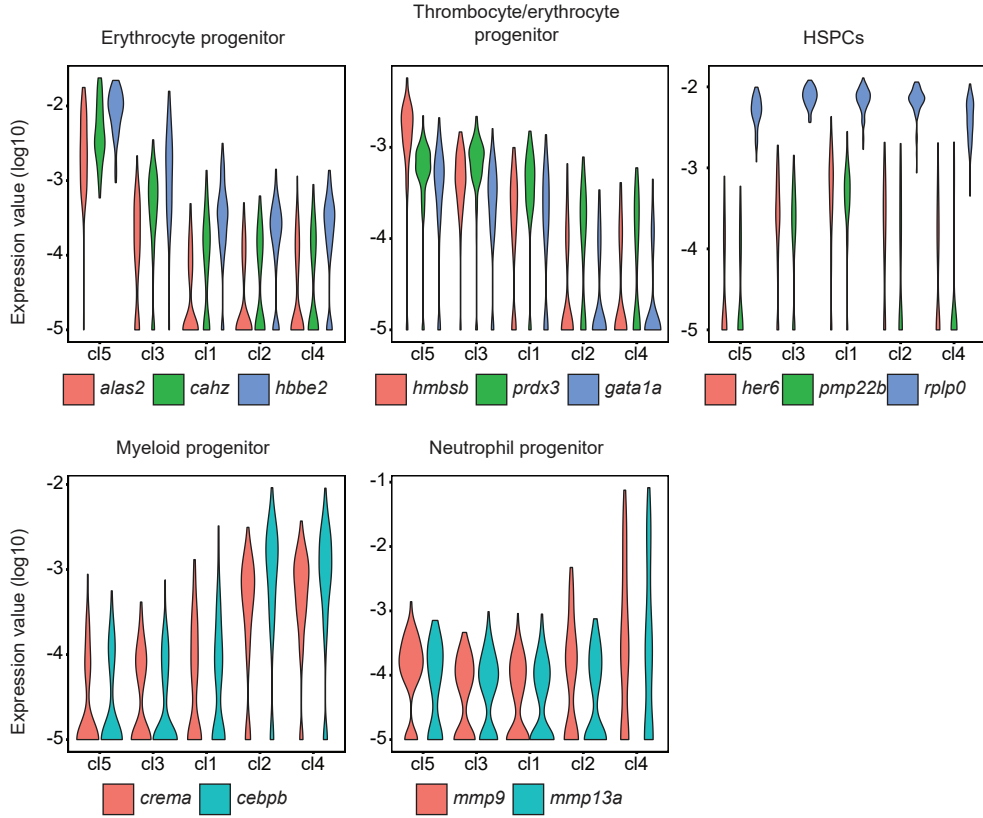 Erythrocyte progenitor
Thrombocyte/erythrocyte
progenitor
HSPCs
Expression value (log10)
-2
-3
-4
-5
cl5 cl3 cl1 cl2 cl4
alas2 cahz hbbe2
-3
-4
-5
cl5 cl3 cl1 cl2 cl4
hmbsb prdx3 gata1a
-2
-3
-4
-5
cl5 cl3 cl1 cl2 cl4
her6 pmp22b rplp0
Myeloid progenitor
Expression value (log10)
-2
-3
-4
-5
cl5 cl3 cl1 cl2 cl4
crema cebpb
Neutrophil progenitor
-1
-2
-3
-4
-5
cl5 cl3 cl1 cl2 cl4
mmp9 mmp13a